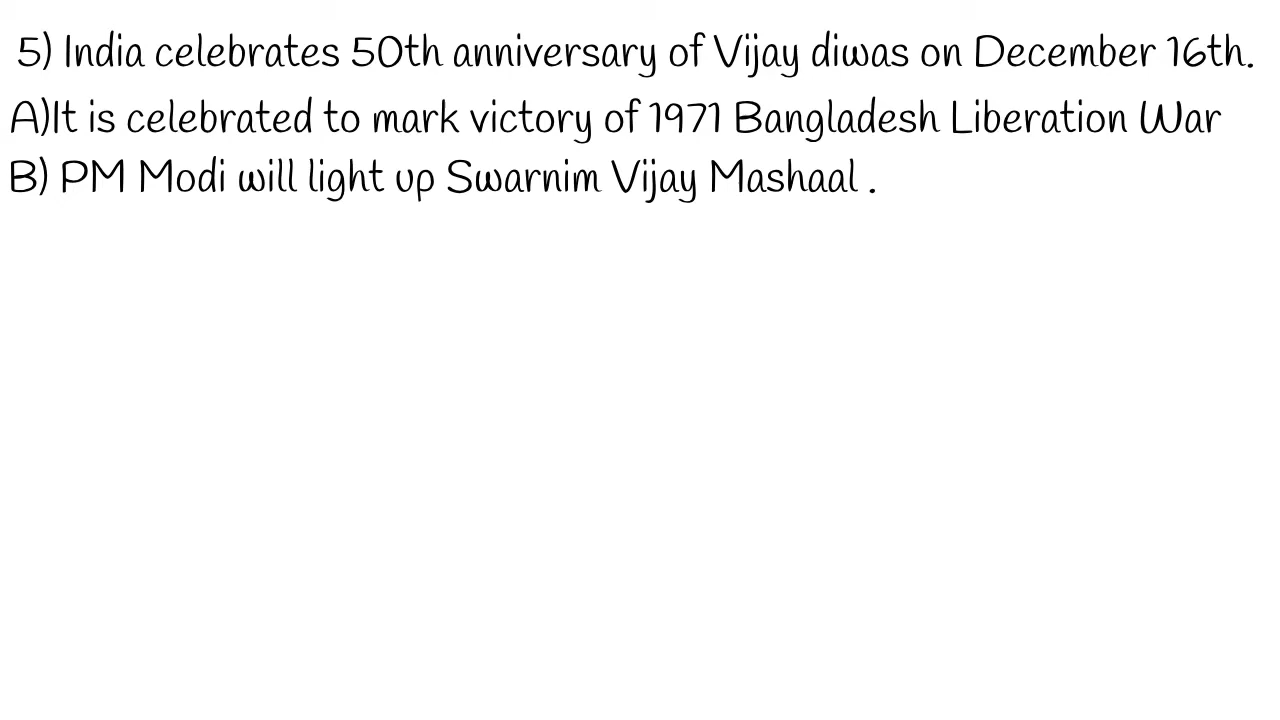 5) India celebrates 50th anniversary of Vijay diwas on December 16th.
A)It is celebrated to mark victory of 1971 Bangladesh Liberation War
B) PM Modi will light up Swarnim Vijay Mashaal .